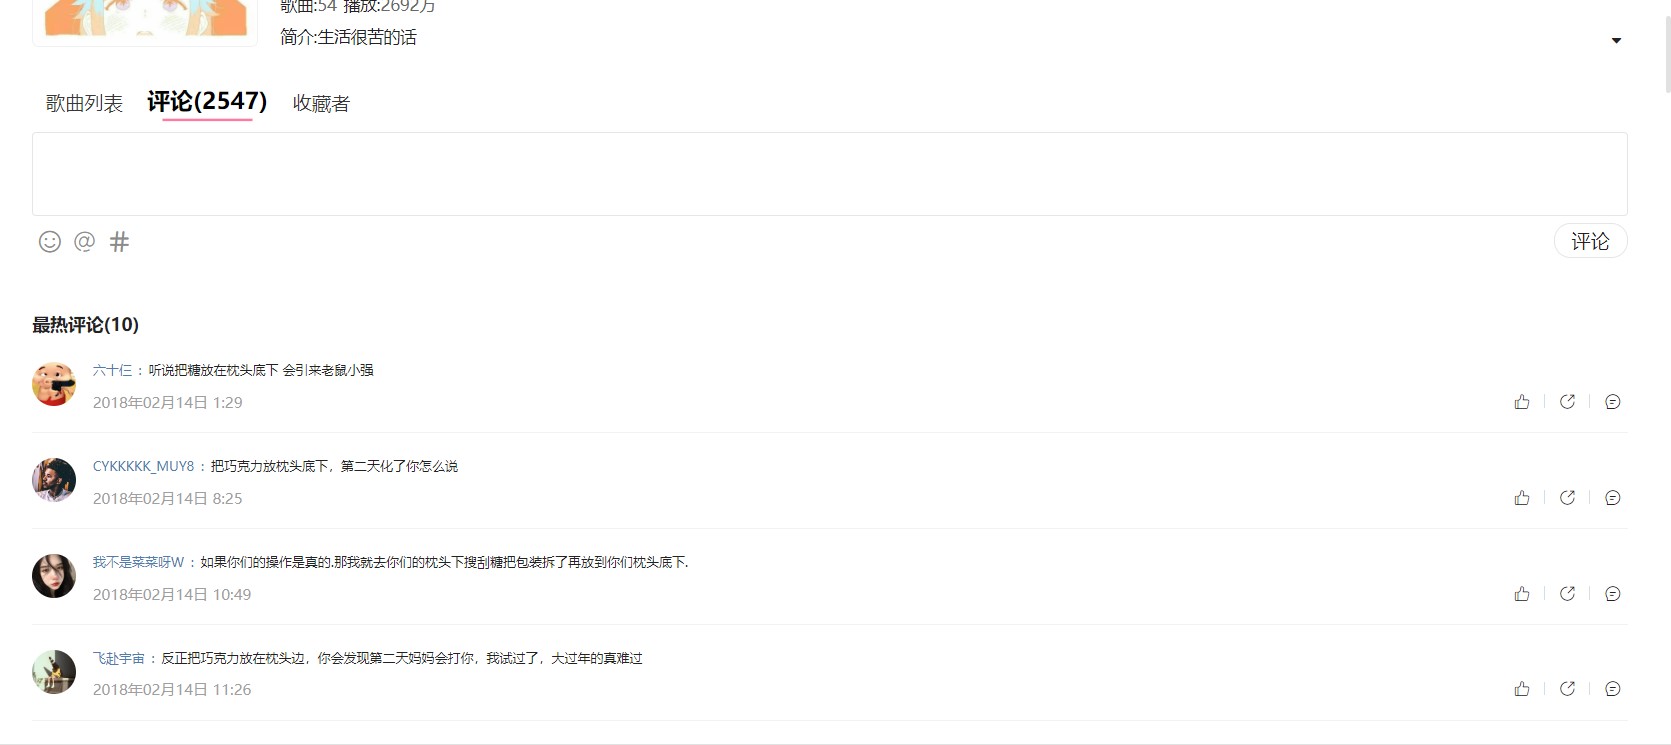 歌曲:54 播放:2692万
简介:生活很苦的话
歌曲列表 评论(2547) 收藏者
@ #
评论
最热评论(10)
六十仨 : 听说把糖放在枕头底下 会引来老鼠小强
2018年02月14日 1:29
CYKKKKK_MUY8 : 把巧克力放枕头底下，第二天化了你怎么说
2018年02月14日 8:25
我不是菜菜呀W : 如果你们的操作是真的.那我就去你们的枕头下搜刮糖把包装拆了再放到你们枕头底下.
2018年02月14日 10:49
飞赴宇宙 : 反正把巧克力放在枕头边，你会发现第二天妈妈会打你，我试过了，大过年的真难过
2018年02月14日 11:26